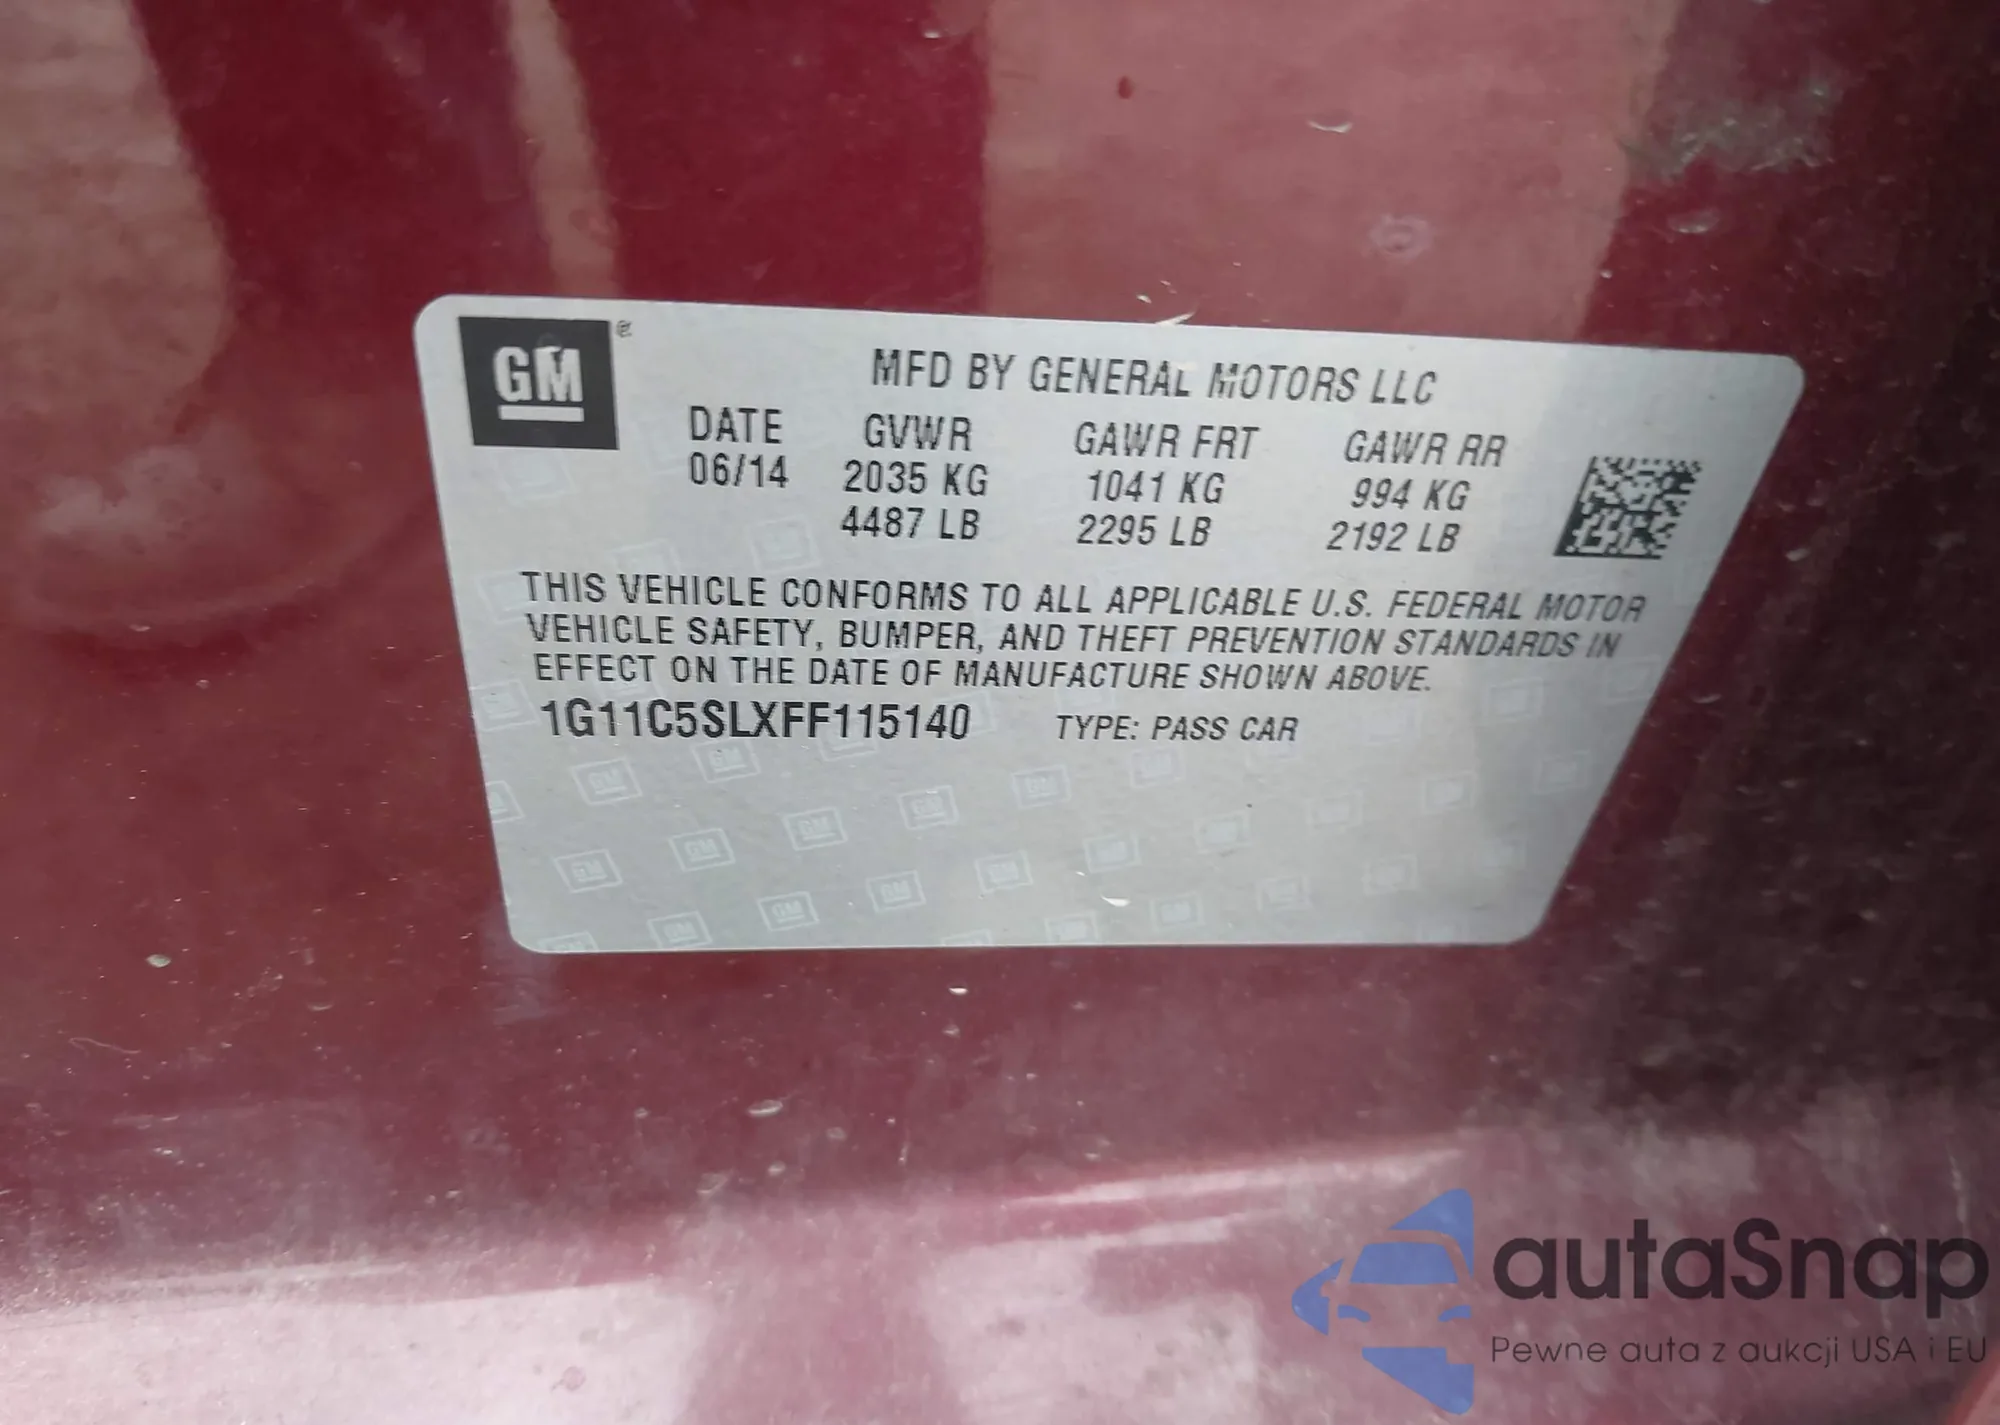 GM
MFD BY GENERAL MOTORS LLC
DATE GVWR GAWR FRT GAWR RR
06/14 2035 KG 1041 KG 994 KG
4487 LB 2295 LB 2192 LB
THIS VEHICLE CONFORMS TO ALL APPLICABLE U.S. FEDERAL MOTOR
VEHICLE SAFETY, BUMPER, AND THEFT PREVENTION STANDARDS IN
EFFECT ON THE DATE OF MANUFACTURE SHOWN ABOVE.
1G11C5SLXFF115140 TYPE: PASS CAR
autaSnap
Pewne auta z aukcji USA i EU